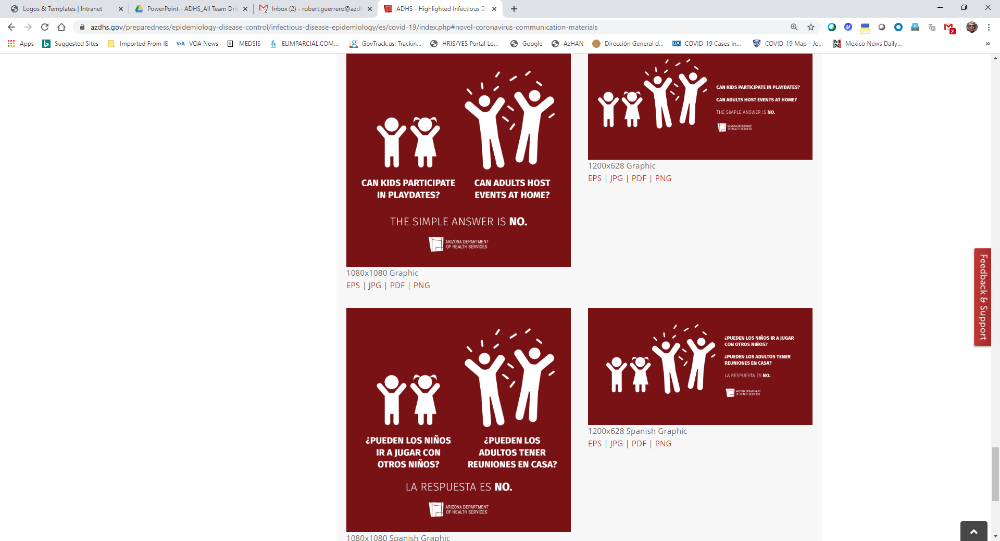 Logos & Templates | Intranet
PowerPoint - ADHS_All Team Driv
Inbox (2) - robert.guerrero@azdh
ADHS - Highlighted Infectious Di
azdhs.gov/preparedness/epidemiology-disease-control/infectious-disease-epidemiology/es/covid-19/index.php#novel-coronavirus-communication-materials
Apps
Suggested Sites
Imported From IE
VOA News
MEDSIS
ELIMPARCIAL.COM...
GovTrack.us: Trackin...
HRIS/YES Portal Lo...
Google
AzHAN
Dirección General d...
CDC
COVID-19 Cases in...
COVID-19 Map - Jo...
Mexico News Daily...
CAN KIDS PARTICIPATE
IN PLAYDATES?
CAN ADULTS HOST
EVENTS AT HOME?
THE SIMPLE ANSWER IS NO.
ARIZONA DEPARTMENT
OF HEALTH SERVICES
1080x1080 Graphic
EPS | JPG | PDF | PNG
CAN KIDS PARTICIPATE IN PLAYDATES?
CAN ADULTS HOST EVENTS AT HOME?
THE SIMPLE ANSWER IS NO.
ARIZONA DEPARTMENT
OF HEALTH SERVICES
1200x628 Graphic
EPS | JPG | PDF | PNG
¿PUEDEN LOS NIÑOS
IR A JUGAR CON
OTROS NIÑOS?
¿PUEDEN LOS
ADULTOS TENER
REUNIONES EN CASA?
LA RESPUESTA ES NO.
ARIZONA DEPARTMENT
OF HEALTH SERVICES
1080x1080 Spanish Graphic
¿PUEDEN LOS NIÑOS IR A JUGAR
CON OTROS NIÑOS?
¿PUEDEN LOS ADULTOS TENER
REUNIONES EN CASA?
LA RESPUESTA ES NO.
ARIZONA DEPARTMENT
OF HEALTH SERVICES
1200x628 Spanish Graphic
EPS | JPG | PDF | PNG
Feedback & Support